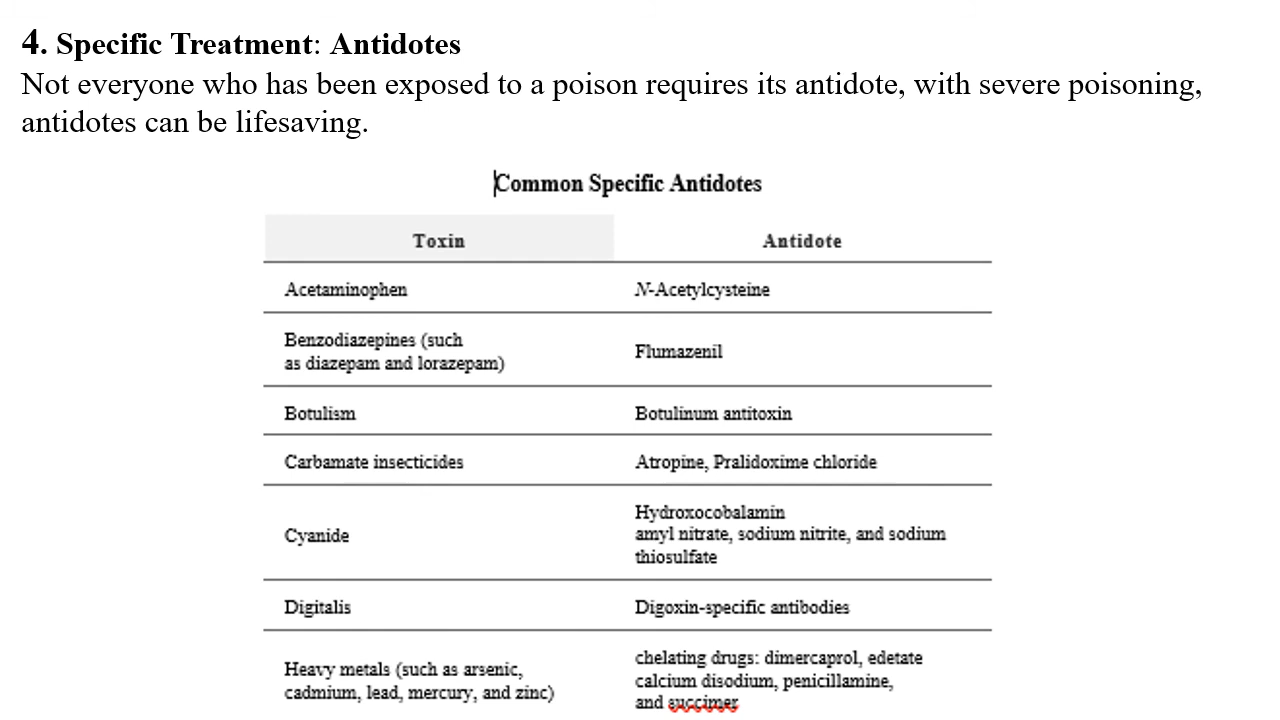 4. Specific Treatment: Antidotes
Not everyone who has been exposed to a poison requires its antidote, with severe poisoning,
antidotes can be lifesaving.
Common Specific Antidotes
Toxin Antidote
Acetaminophen N-Acetylcysteine
Benzodiazepines (such
as diazepam and lorazepam)
Flumazenil
Botulism Botulinum antitoxin
Carbamate insecticides Atropine, Pralidoxime chloride
Cyanide
Hydroxocobalamin
amyl nitrate, sodium nitrite, and sodium
thiosulfate
Digitalis Digoxin-specific antibodies
Heavy metals (such as arsenic,
cadmium, lead, mercury, and zinc)
chelating drugs: dimercaprol, edetate
calcium disodium, penicillamine,
and succimer